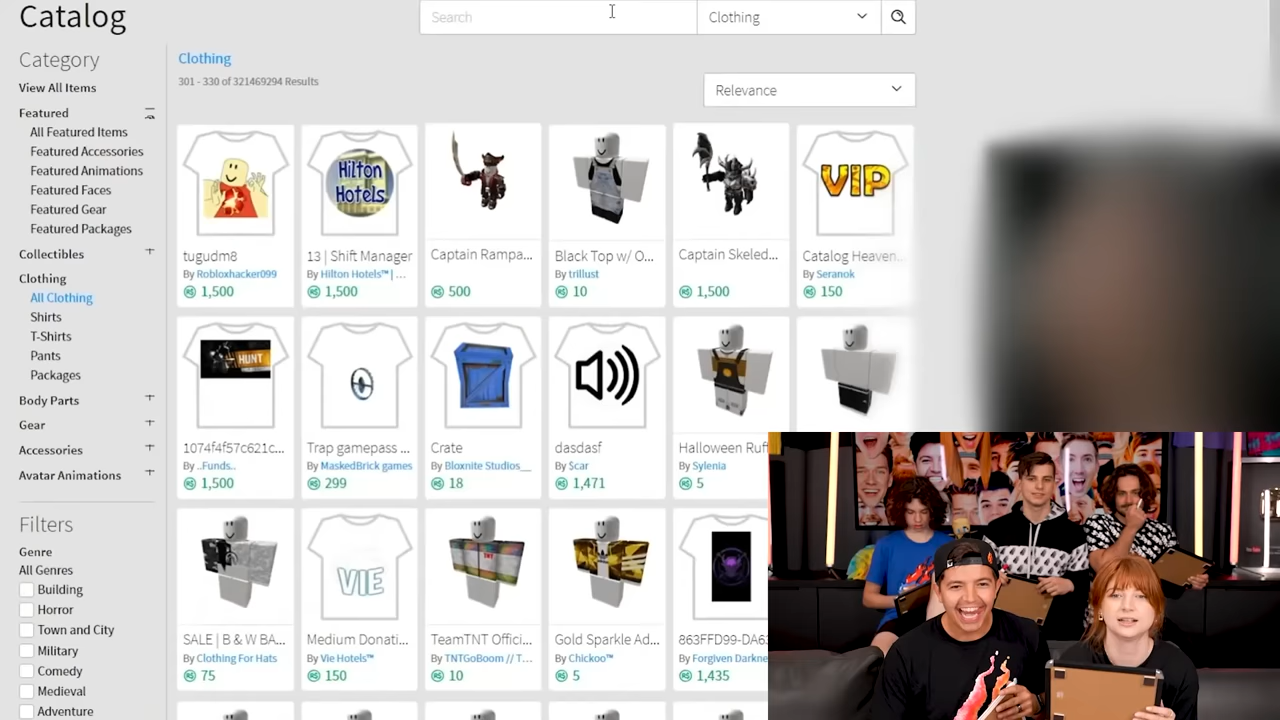 Catalog
Search
Clothing
Category
View All Items
Featured
All Featured Items
Featured Accessories
Featured Animations
Featured Faces
Featured Gear
Featured Packages
Collectibles
Clothing
All Clothing
Shirts
T-Shirts
Pants
Packages
Body Parts
Gear
Accessories
Avatar Animations
Filters
Genre
All Genres
Building
Horror
Town and City
Military
Comedy
Medieval
Adventure
Clothing
301 - 330 of 321469294 Results
Relevance
Hilton
Hotels
VIP
tugudm8
By Robloxhacker099
1,500
13 | Shift Manager
By Hilton Hotels™ | ...
1,500
Captain Rampa...
500
Black Top w/ O...
By trillust
10
Captain Skeled...
1,500
Catalog Heaven...
By Seranok
150
HUNT
1074f4f57c621c...
By ..Funds..
1,500
Trap gamepass ...
By MaskedBrick games
299
Crate
By Bloxnite Studios__
18
dasdasf
By $car
1,471
Halloween Ruff
By Sylenia
5
VIE
SALE | B & W BA...
By Clothing For Hats
75
Medium Donati...
By Vie Hotels™
150
TeamTNT Offici...
By TNTGoBoom // T...
10
Gold Sparkle Ad...
By Chickoo™
5
863FFD99-DA63
By Forgiven Darkne
1,435